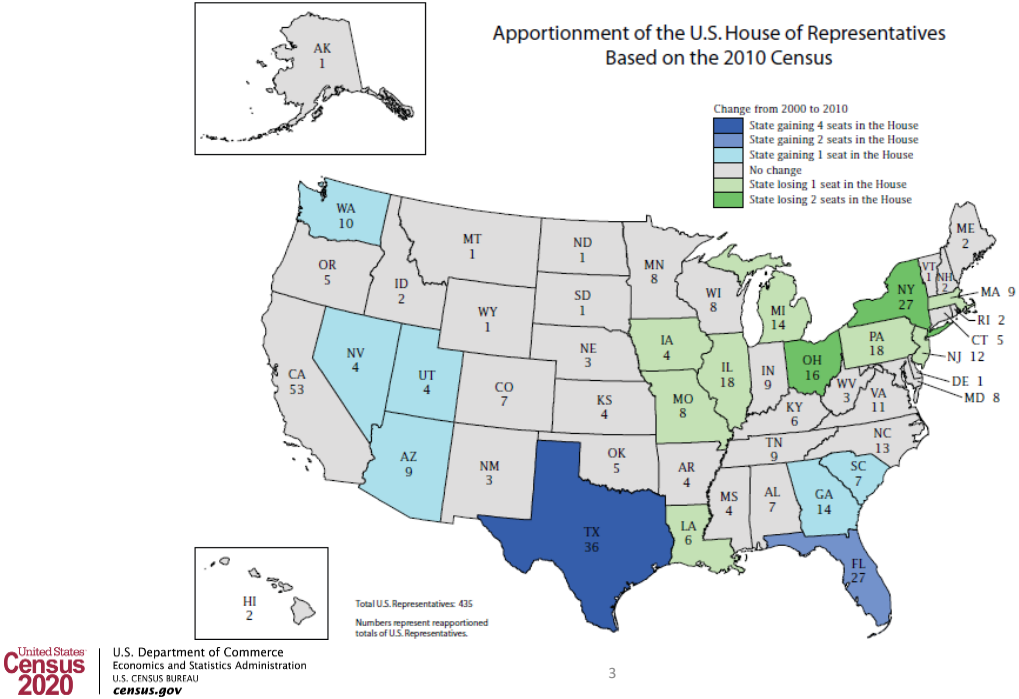 Apportionment of the U.S. House of Representatives
Based on the 2010 Census
AK
1
Change from 2000 to 2010
State gaining 4 seats in the House
State gaining 2 seats in the House
State gaining 1 seat in the House
No change
State losing 1 seat in the House
State losing 2 seats in the House
WA
10
OR
5
ID
2
MT
1
ND
1
MN
8
SD
1
WI
8
WY
1
MI
14
VT
1
NH
2
ME
2
NY
27
MA 9
RI 2
CT 5
NJ 12
DE 1
MD 8
PA
18
NV
4
UT
4
CA
53
CO
7
NE
3
KS
4
IA
4
MO
8
IL
18
IN
9
OH
16
WV
3
VA
11
KY
6
TN
9
NC
13
SC
7
AZ
9
NM
3
OK
5
AR
4
MS
4
AL
7
GA
14
TX
36
LA
6
FL
27
HI
2
Total U.S. Representatives: 435
Numbers represent reapportioned
totals of U.S. Representatives.
United States
Census
2020
U.S. Department of Commerce
Economics and Statistics Administration
U.S. CENSUS BUREAU
census.gov
3